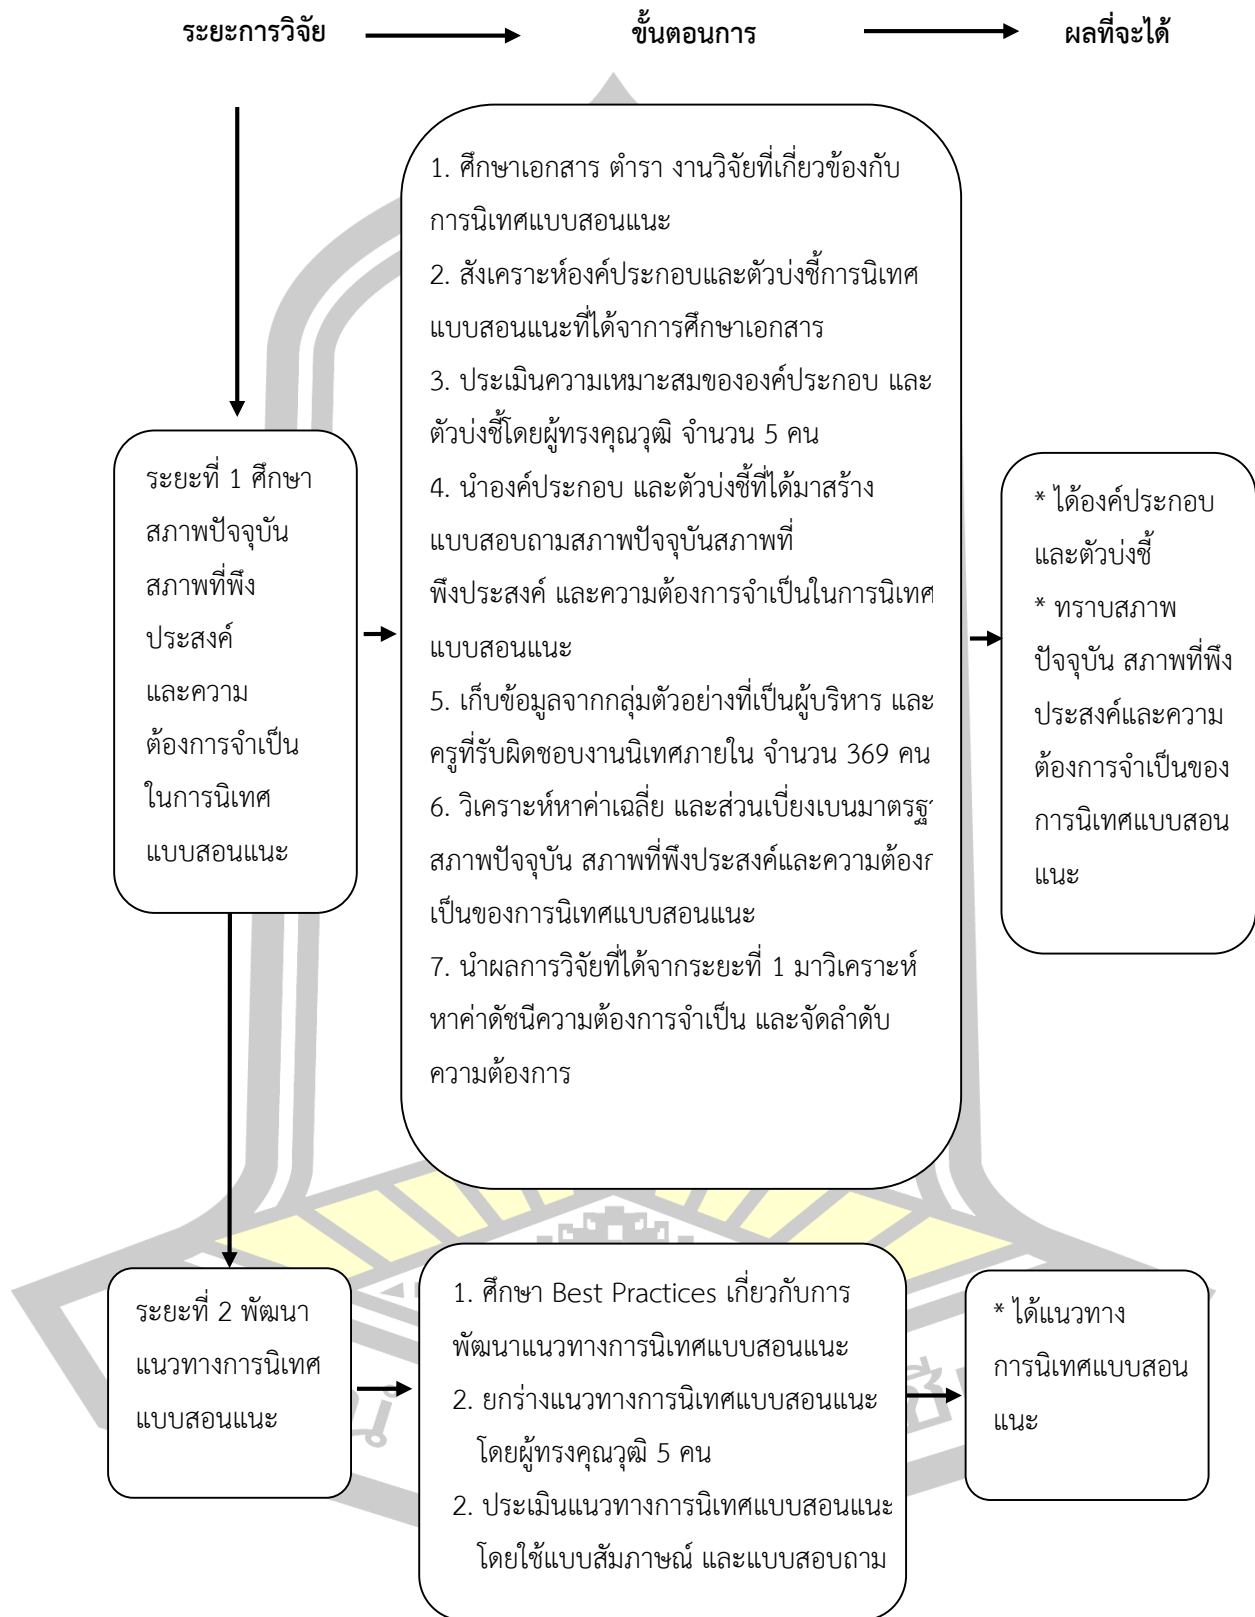 ระยะการวิจัย ขั้นตอนการ ผลที่จะได้
ระยะที่ 1 ศึกษา
สภาพปัจจุบัน
สภาพที่พึง
ประสงค์
และความ
ต้องการจำเป็น
ในการนิเทศ
แบบสอนแนะ
1. ศึกษาเอกสาร ตำรา งานวิจัยที่เกี่ยวข้องกับ
การนิเทศแบบสอนแนะ
2. สังเคราะห์องค์ประกอบและตัวบ่งชี้การนิเทศ
แบบสอนแนะที่ได้จาการศึกษาเอกสาร
3. ประเมินความเหมาะสมขององค์ประกอบ และ
ตัวบ่งชี้โดยผู้ทรงคุณวุฒิ จำนวน 5 คน
4. นำองค์ประกอบ และตัวบ่งชี้ที่ได้มาสร้าง
แบบสอบถามสภาพปัจจุบันสภาพที่
พึงประสงค์ และความต้องการจำเป็นในการนิเทศ
แบบสอนแนะ
5. เก็บข้อมูลจากกลุ่มตัวอย่างที่เป็นผู้บริหาร และ
ครูที่รับผิดชอบงานนิเทศภายใน จำนวน 369 คน
6. วิเคราะห์หาค่าเฉลี่ย และส่วนเบี่ยงเบนมาตรฐา
สภาพปัจจุบัน สภาพที่พึงประสงค์และความต้องก
เป็นของการนิเทศแบบสอนแนะ
7. นำผลการวิจัยที่ได้จากระยะที่ 1 มาวิเคราะห์
หาค่าดัชนีความต้องการจำเป็น และจัดลำดับ
ความต้องการ
* ได้องค์ประกอบ
และตัวบ่งชี้
* ทราบสภาพ
ปัจจุบัน สภาพที่พึง
ประสงค์และความ
ต้องการจำเป็นของ
การนิเทศแบบสอน
แนะ
ระยะที่ 2 พัฒนา
แนวทางการนิเทศ
แบบสอนแนะ
1. ศึกษา Best Practices เกี่ยวกับการ
พัฒนาแนวทางการนิเทศแบบสอนแนะ
2. ยกร่างแนวทางการนิเทศแบบสอนแนะ
โดยผู้ทรงคุณวุฒิ 5 คน
2. ประเมินแนวทางการนิเทศแบบสอนแนะ
โดยใช้แบบสัมภาษณ์ และแบบสอบถาม
* ได้แนวทาง
การนิเทศแบบสอน
แนะ